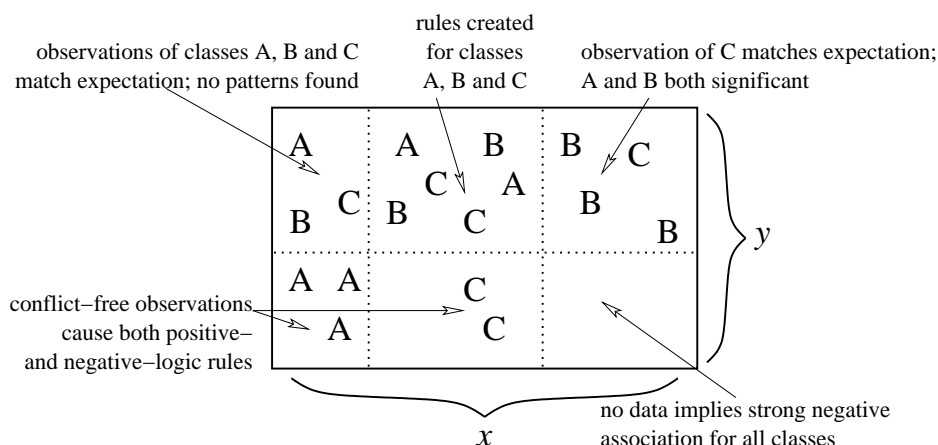 rules created
for classes
A, B and C
observations of classes A, B and C
match expectation; no patterns found
observation of C matches expectation;
A and B both significant
A A B B C
C A
B B C C B B
A A C
A C
conflict−free observations
cause both positive−
and negative−logic rules
y
x
no data implies strong negative
association for all classes